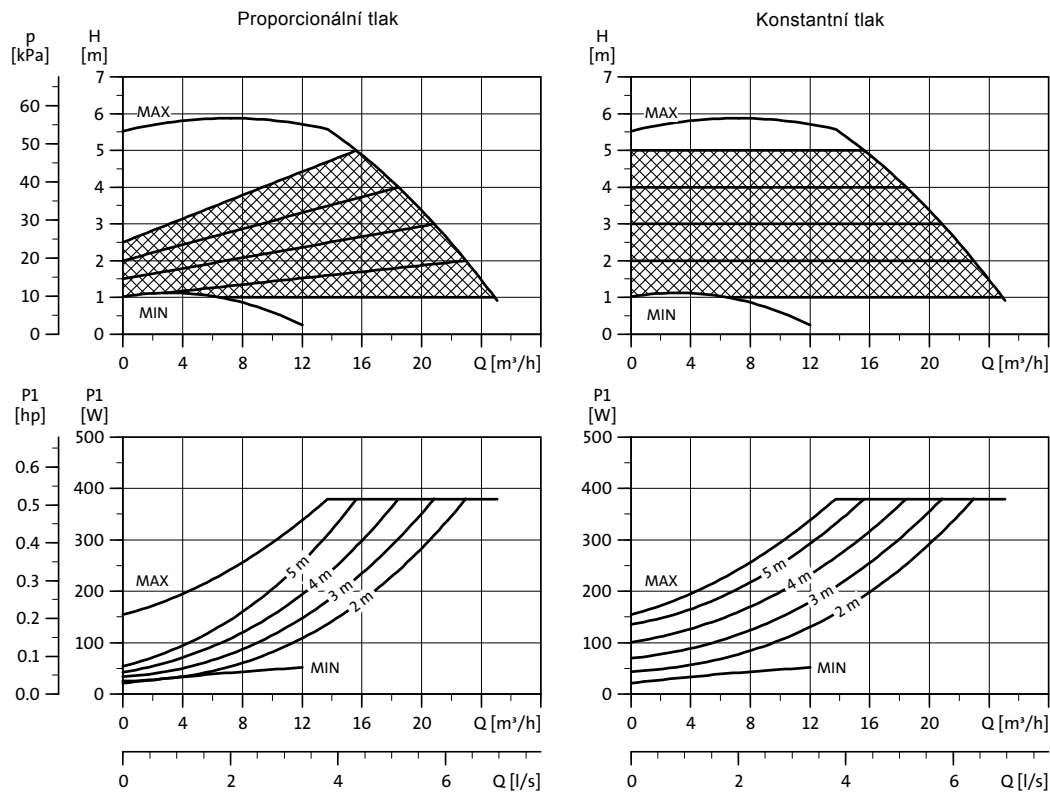 Proporcionální tlak
Konstantní tlak
p
[kPa]
H
[m]
7
60
6
50
5
40
4
30
3
20
2
10
1
0
0
MAX
MIN
0 4 8 12 16 20 Q [m³/h]
H
[m]
7
6
5
4
3
2
1
0
MAX
MIN
0 4 8 12 16 20 Q [m³/h]
P1
[hp]
P1
[W]
500
0.6
400
0.5
0.4
300
0.3
200
0.2
100
0.1
0.0
0
MAX
5 m
4 m
3 m
2 m
MIN
0 4 8 12 16 20 Q [m³/h]
0 2 4 6 Q [l/s]
P1
[W]
500
400
300
200
100
0
MAX
5 m
4 m
3 m
2 m
MIN
0 4 8 12 16 20 Q [m³/h]
0 2 4 6 Q [l/s]